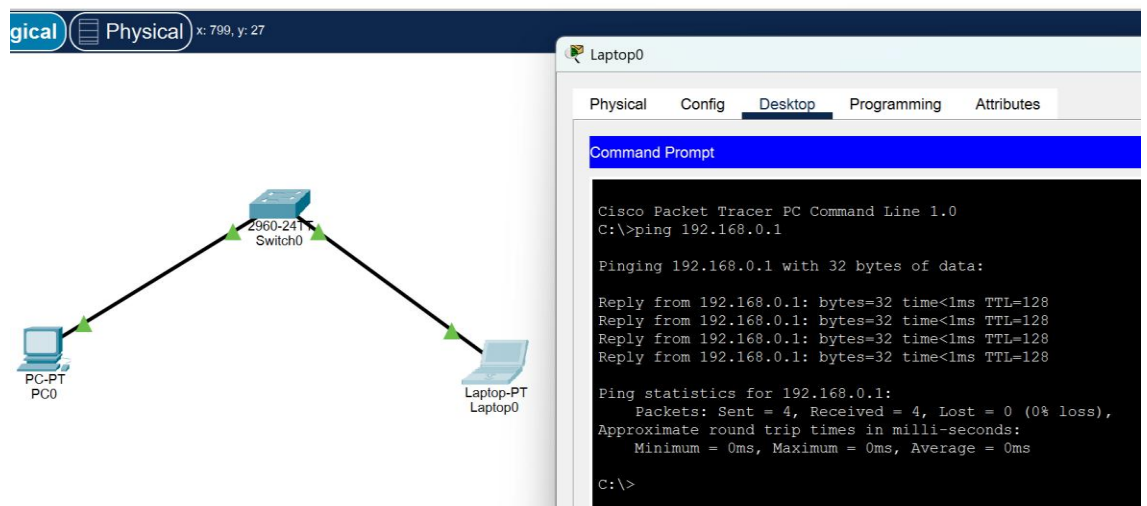 gical
Physical x: 799, y: 27
2960-24TT
Switch0
PC-PT
PC0
Laptop-PT
Laptop0
Laptop0
Physical Config Desktop Programming Attributes
Command Prompt
Cisco Packet Tracer PC Command Line 1.0
C:\>ping 192.168.0.1
Pinging 192.168.0.1 with 32 bytes of data:
Reply from 192.168.0.1: bytes=32 time<1ms TTL=128
Reply from 192.168.0.1: bytes=32 time<1ms TTL=128
Reply from 192.168.0.1: bytes=32 time<1ms TTL=128
Reply from 192.168.0.1: bytes=32 time<1ms TTL=128
Ping statistics for 192.168.0.1:
Packets: Sent = 4, Received = 4, Lost = 0 (0% loss),
Approximate round trip times in milli-seconds:
Minimum = 0ms, Maximum = 0ms, Average = 0ms
C:\>